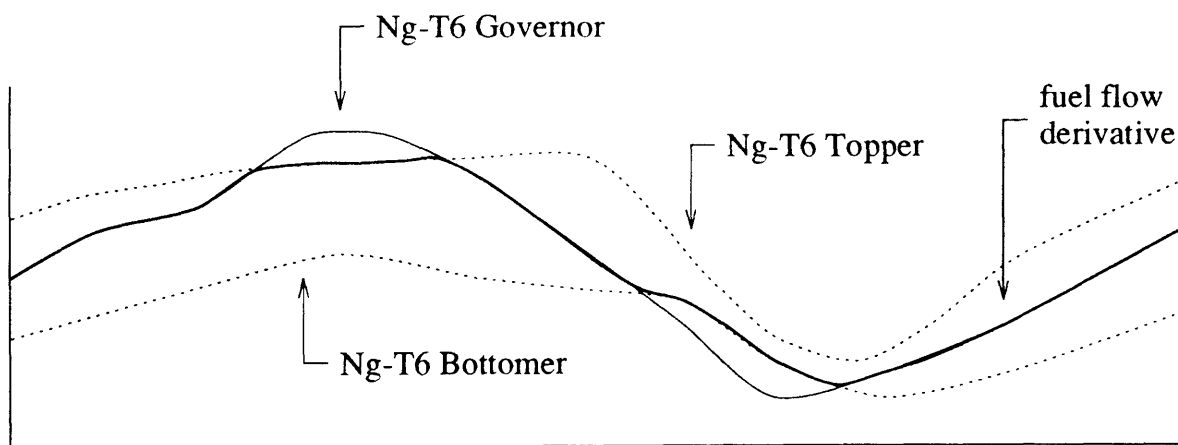 Ng-T6 Governor
fuel flow
derivative
Ng-T6 Topper
Ng-T6 Bottomer